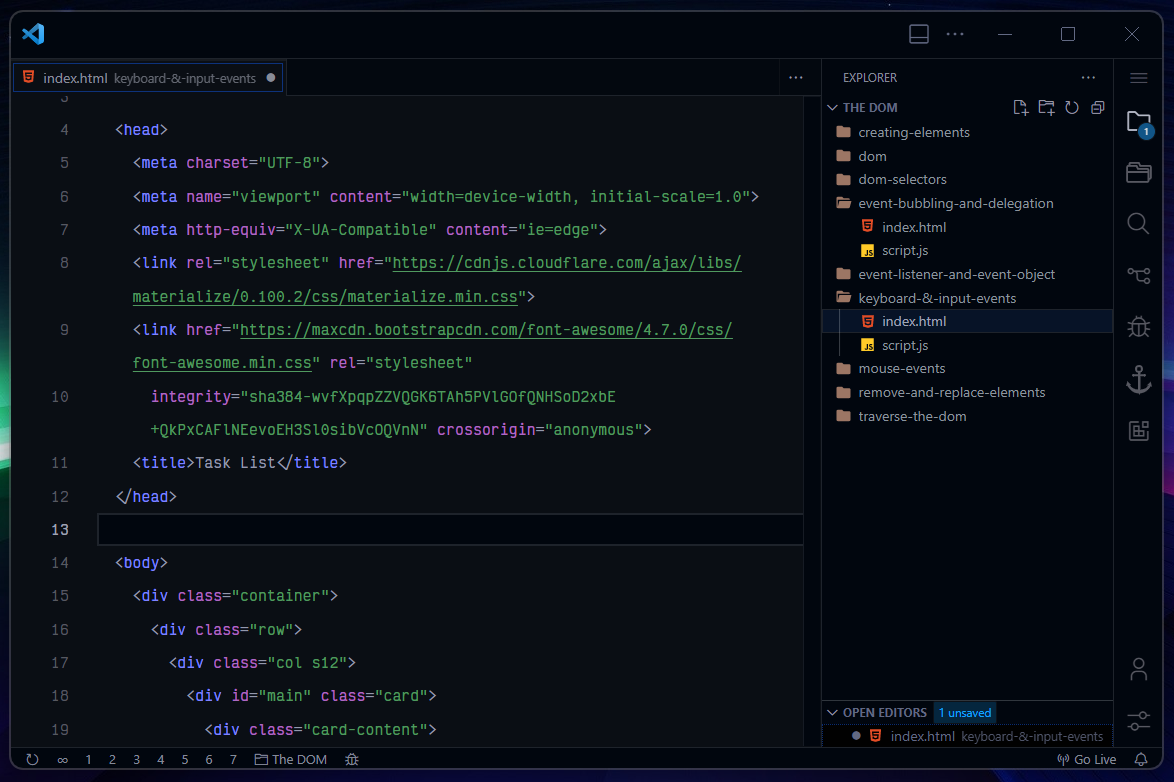 index.html keyboard-&-input-events
3
4 <head>
5 <meta charset="UTF-8">
6 <meta name="viewport" content="width=device-width, initial-scale=1.0">
7 <meta http-equiv="X-UA-Compatible" content="ie=edge">
8 <link rel="stylesheet" href="https://cdnjs.cloudflare.com/ajax/libs/
materialize/0.100.2/css/materialize.min.css">
9 <link href="https://maxcdn.bootstrapcdn.com/font-awesome/4.7.0/css/
font-awesome.min.css" rel="stylesheet"
10 integrity="sha384-wvfXpqpZZVQGK6TAh5PVlGOfQNHSoD2xbE
+QkPxCAFlNEevoEH3Sl0sibVcOQVnN" crossorigin="anonymous">
11 <title>Task List</title>
12 </head>
13
14 <body>
15 <div class="container">
16 <div class="row">
17 <div class="col s12">
18 <div id="main" class="card">
19 <div class="card-content">
EXPLORER
THE DOM
creating-elements
dom
dom-selectors
event-bubbling-and-delegation
index.html
JS script.js
event-listener-and-event-object
keyboard-&-input-events
index.html
JS script.js
mouse-events
remove-and-replace-elements
traverse-the-dom
OPEN EDITORS 1 unsaved
index.html keyboard-&-input-events
1
∞ 1 2 3 4 5 6 7 The DOM
Go Live